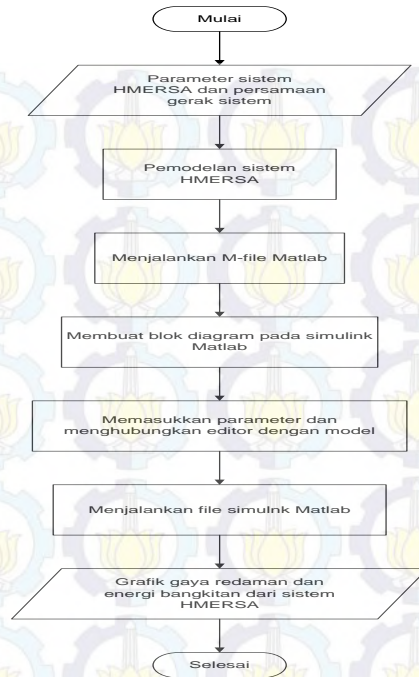 Mulai
Parameter sistem
HMERSA dan persamaan
gerak sistem
Pemodelan sistem
HMERSA
Menjalankan M-file Matlab
Membuat blok diagram pada simulink
Matlab
Memasukkan parameter dan
menghubungkan editor dengan model
Menjalankan file simulnk Matlab
Grafik gaya redaman dan
energi bangkitan dari sistem
HMERSA
Selesai